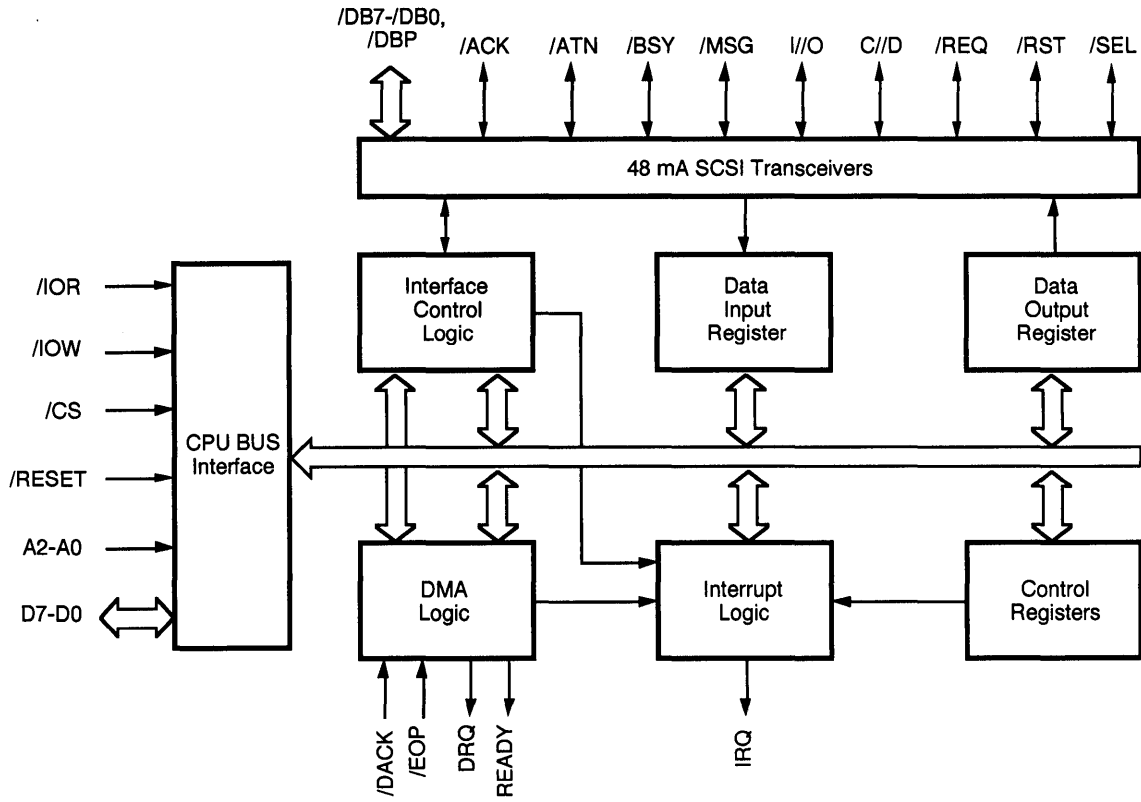 /DB7-/DB0,
/DBP
/ACK
/ATN
/BSY
/MSG
I//O
C//D
/REQ
/RST
/SEL
48 mA SCSI Transceivers
/IOR
/IOW
/CS
/RESET
A2-A0
D7-D0
CPU BUS
Interface
Interface
Control
Logic
Data
Input
Register
Data
Output
Register
DMA
Logic
Interrupt
Logic
Control
Registers
/DACK
/EOP
DRQ
READY
IRQ